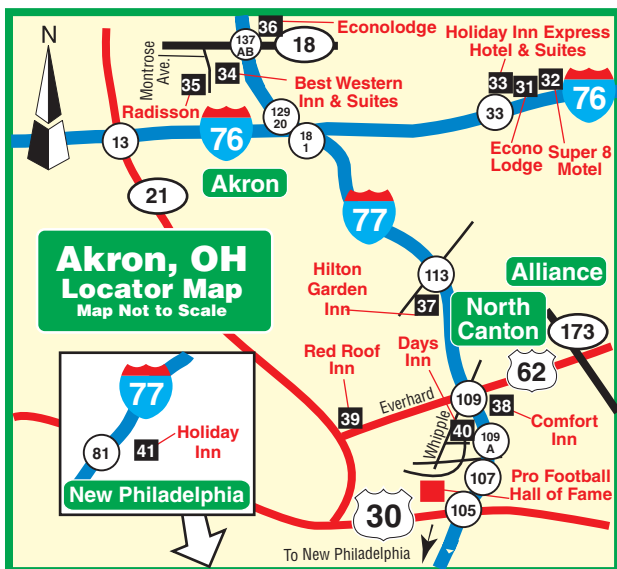 N
Montrose
Ave.
137
AB
36
Econolodge
18
35
34
Radisson
Best Western
Inn & Suites
Holiday Inn Express
Hotel & Suites
33
31
32
76
33
Econo
Lodge
Super 8
Motel
129
20
13
76
18
1
21
Akron
77
Akron, OH
Locator Map
Map Not to Scale
113
Hilton
Garden
Inn
37
Alliance
North
Canton
173
Red Roof
Inn
Days
Inn
62
39
Everhard
109
38
Whipple
40
Comfort
Inn
109
A
77
81
41
Holiday
Inn
New Philadelphia
107
Pro Football
Hall of Fame
30
105
To New Philadelphia